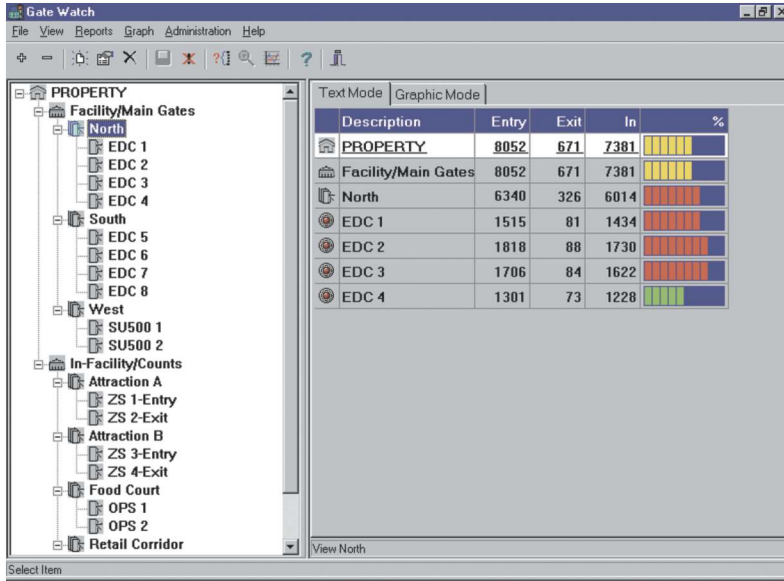 Gate Watch
File View Reports Graph Administration Help
PROPERTY
Facility/Main Gates
North
EDC 1
EDC 2
EDC 3
EDC 4
South
EDC 5
EDC 6
EDC 7
EDC 8
West
SU500 1
SU500 2
In-Facility/Counts
Attraction A
ZS 1-Entry
ZS 2-Exit
Attraction B
ZS 3-Entry
ZS 4-Exit
Food Court
OPS 1
OPS 2
Retail Corridor
Text Mode Graphic Mode
Description Entry Exit In %
PROPERTY 8052 671 7381
Facility/Main Gates 8052 671 7381
North 6340 326 6014
EDC 1 1515 81 1434
EDC 2 1818 88 1730
EDC 3 1706 84 1622
EDC 4 1301 73 1228
View North
Select Item